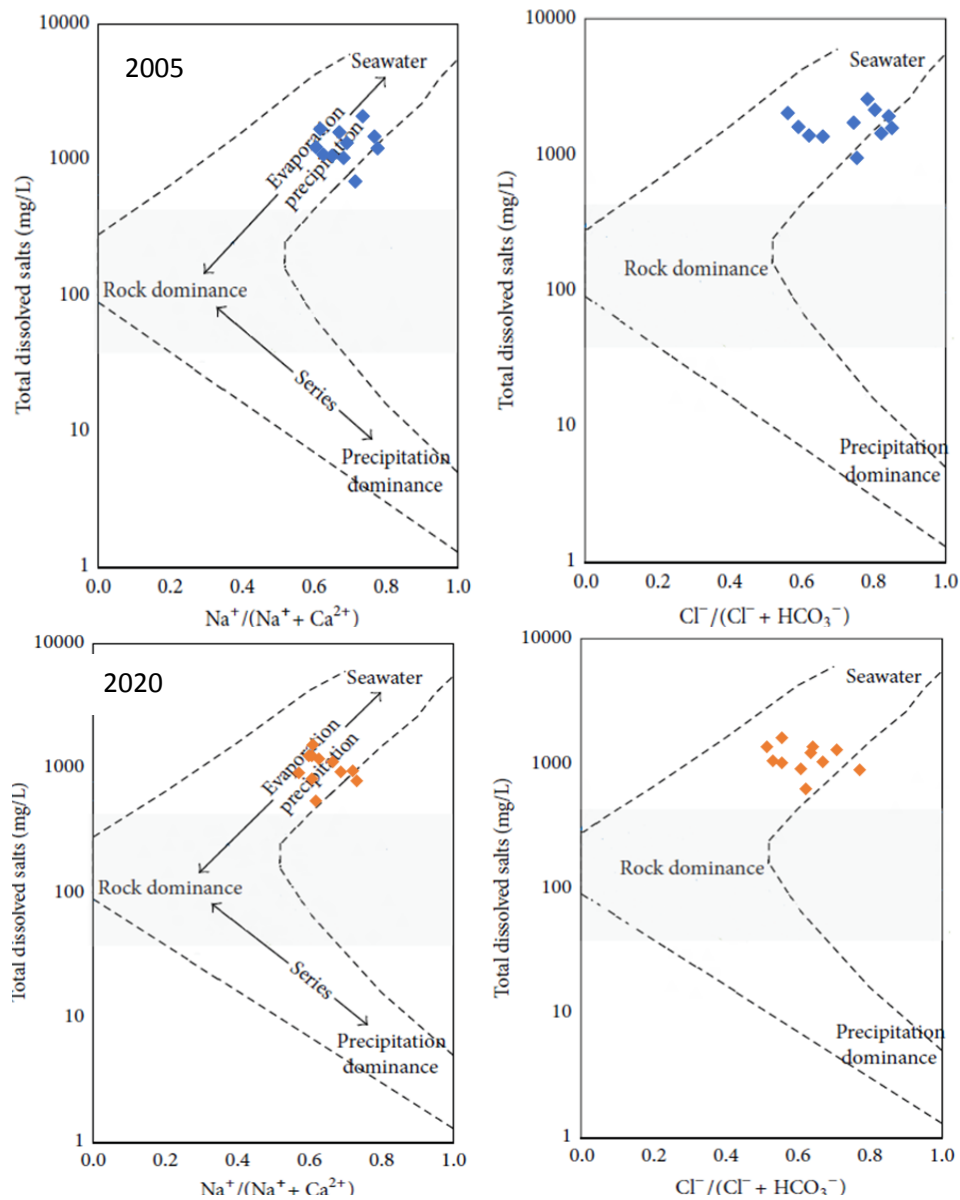 10000
2005
Seawater
Evaporation
precipitation
1000
Total dissolved salts (mg/L)
Rock dominance
100
Series
10
Precipitation
dominance
1
0.0 0.2 0.4 0.6 0.8 1.0
Na⁺/(Na⁺ + Ca²⁺)
10000
Seawater
1000
Total dissolved salts (mg/L)
Rock dominance
100
10
Precipitation
dominance
1
0.0 0.2 0.4 0.6 0.8 1.0
Cl⁻/(Cl⁻ + HCO₃⁻)
10000
2020
Seawater
Evaporation
precipitation
1000
Total dissolved salts (mg/L)
Rock dominance
100
Series
10
Precipitation
dominance
1
0.0 0.2 0.4 0.6 0.8 1.0
Na⁺/(Na⁺ + Ca²⁺)
10000
Seawater
1000
Total dissolved salts (mg/L)
Rock dominance
100
10
Precipitation
dominance
1
0.0 0.2 0.4 0.6 0.8 1.0
Cl⁻/(Cl⁻ + HCO₃⁻)